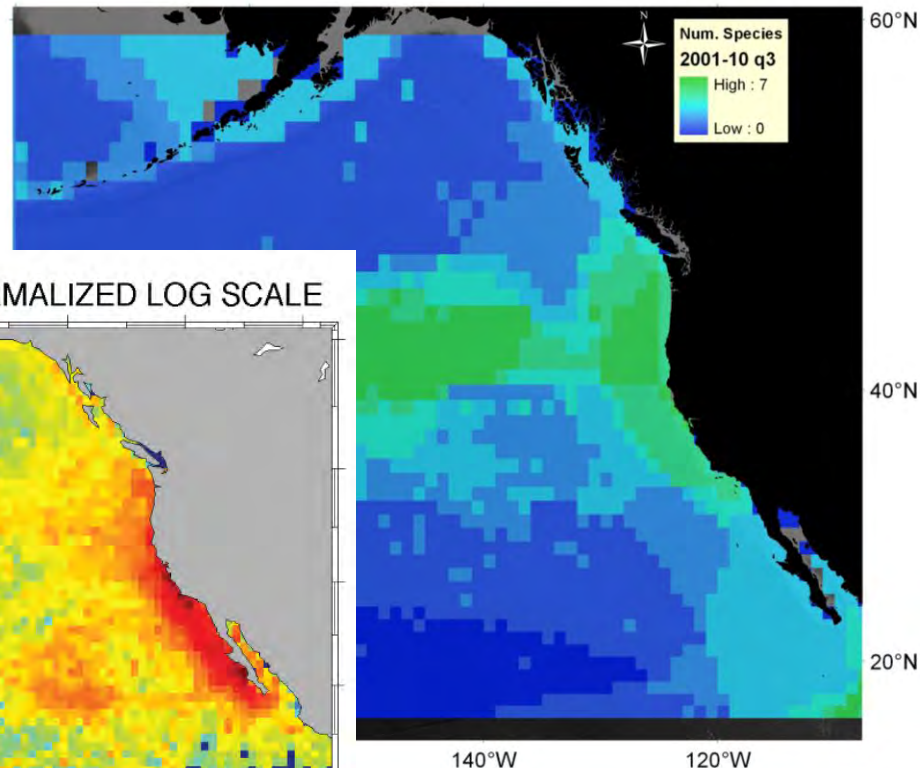 60°N
N
Num. Species
2001-10 q3
High : 7
Low : 0
MALIZED LOG SCALE
40°N
20°N
140°W
120°W